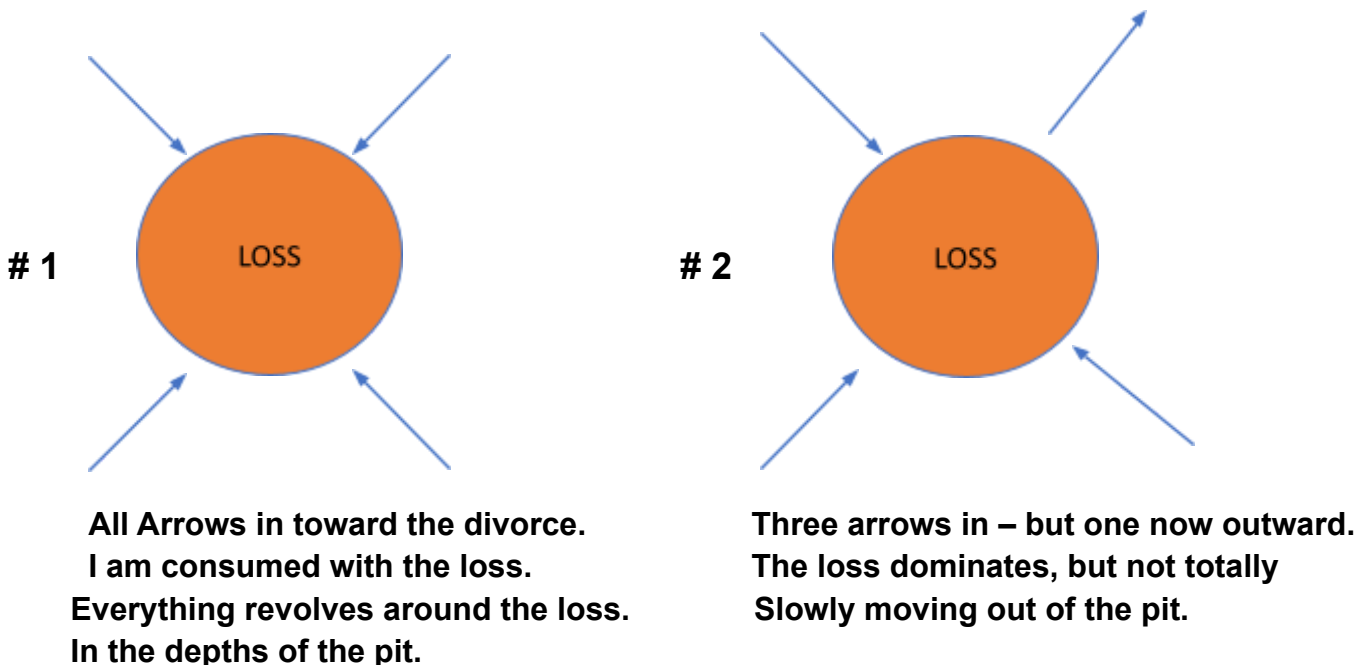 LOSS
# 1
All Arrows in toward the divorce.
I am consumed with the loss.
Everything revolves around the loss.
In the depths of the pit.
LOSS
# 2
Three arrows in – but one now outward.
The loss dominates, but not totally
Slowly moving out of the pit.